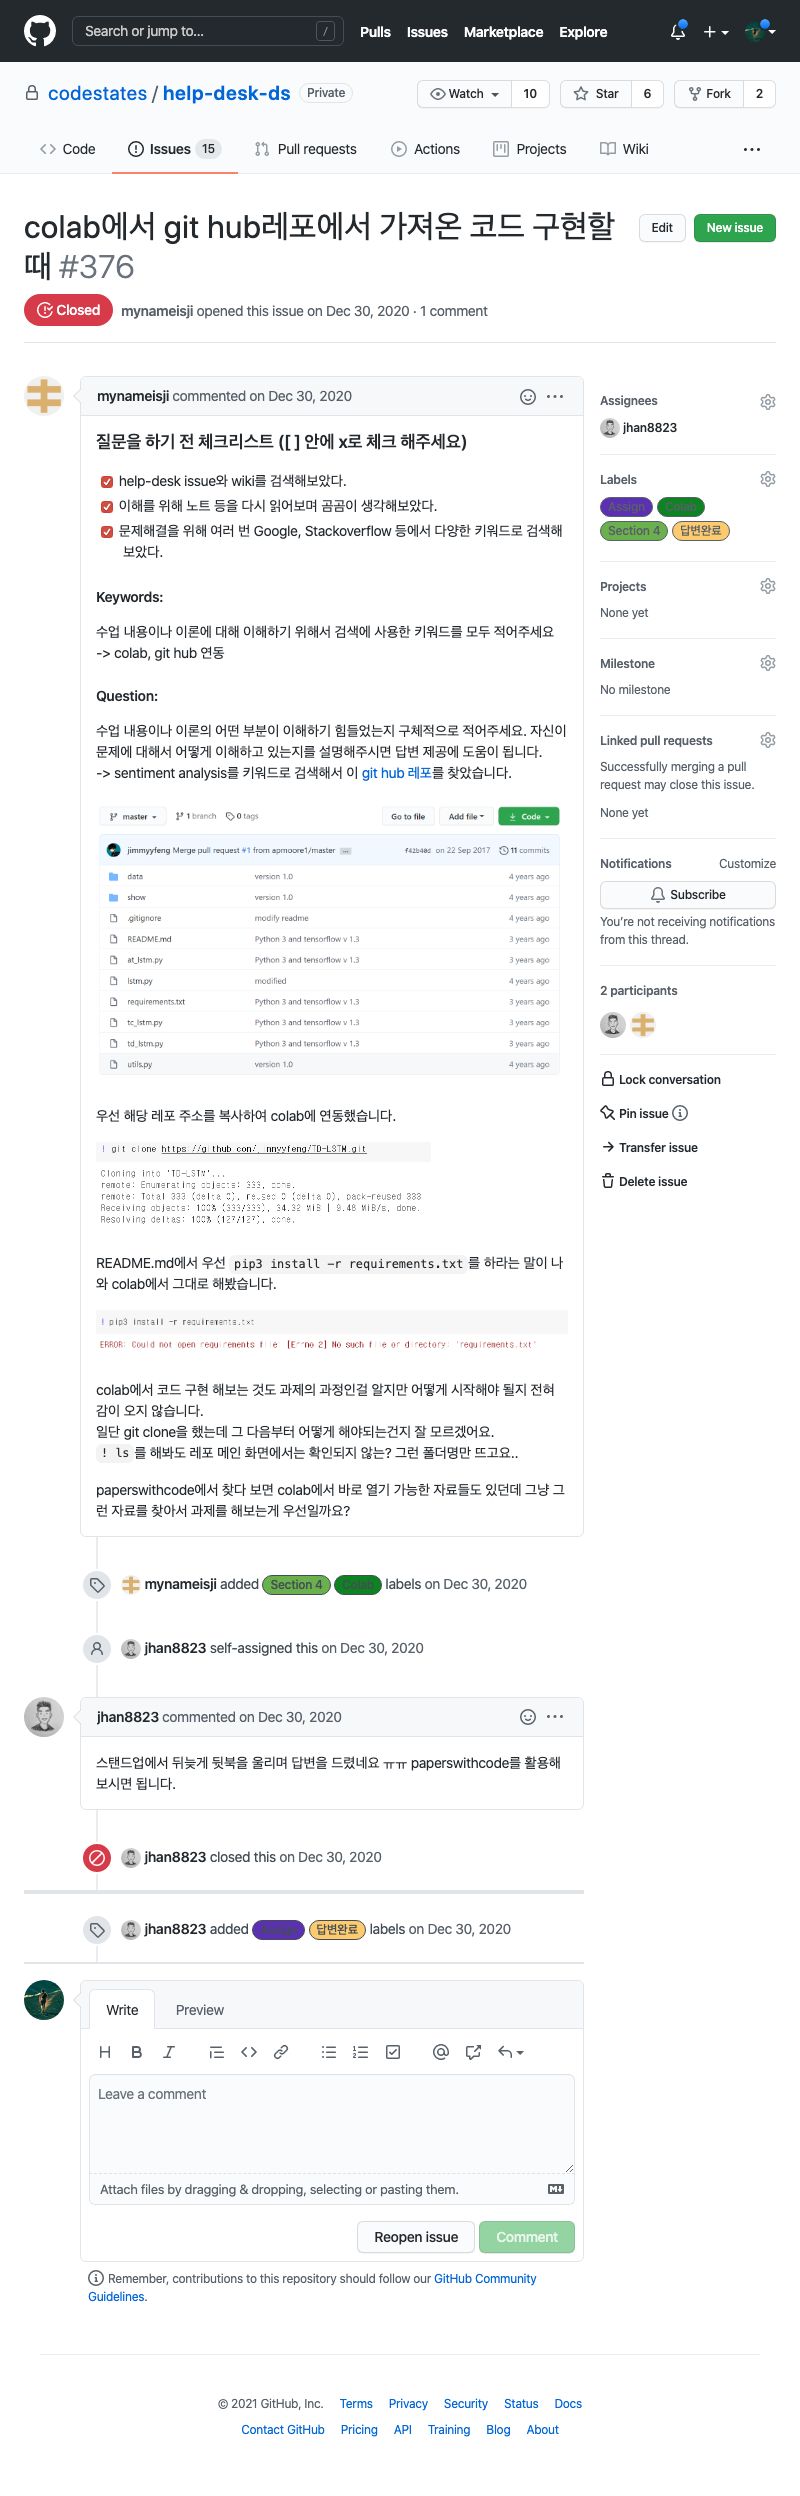 Search or jump to... /
Pulls Issues Marketplace Explore
codestates / help-desk-ds Private
Watch 10 Star 6 Fork 2
Code Issues 15 Pull requests Actions Projects Wiki
colab에서 git hub레포에서 가져온 코드 구현할
때 #376
Edit New issue
Closed mynameisji opened this issue on Dec 30, 2020 · 1 comment
mynameisji commented on Dec 30, 2020
질문을 하기 전 체크리스트 ([ ] 안에 x로 체크 해주세요)
help-desk issue와 wiki를 검색해보았다.
이해를 위해 노트 등을 다시 읽어보며 곰곰이 생각해보았다.
문제해결을 위해 여러 번 Google, Stackoverflow 등에서 다양한 키워드로 검색해
보았다.
Keywords:
수업 내용이나 이론에 대해 이해하기 위해서 검색에 사용한 키워드를 모두 적어주세요
-> colab, git hub 연동
Question:
수업 내용이나 이론의 어떤 부분이 이해하기 힘들었는지 구체적으로 적어주세요. 자신이
문제에 대해서 어떻게 이해하고 있는지를 설명해주시면 답변 제공에 도움이 됩니다.
-> sentiment analysis를 키워드로 검색해서 이 git hub 레포를 찾았습니다.
master 1 branch 0 tags Go to file Add file Code
jimmyyfeng Merge pull request #1 from apmoore1/master ... f42b40d on 22 Sep 2017 11 commits
data version 1.0 4 years ago
show version 1.0 4 years ago
.gitignore modify readme 4 years ago
README.md Python 3 and tensorflow v 1.3 3 years ago
at_lstm.py Python 3 and tensorflow v 1.3 3 years ago
lstm.py modified 4 years ago
requirements.txt Python 3 and tensorflow v 1.3 3 years ago
tc_lstm.py Python 3 and tensorflow v 1.3 3 years ago
td_lstm.py Python 3 and tensorflow v 1.3 3 years ago
utils.py version 1.0 4 years ago
우선 해당 레포 주소를 복사하여 colab에 연동했습니다.
! git clone
Cloning into 'TD-LSTM'...
remote: Enumerating objects: 333, done.
remote: Total 333 (delta 0), reused 0 (delta 0), pack-reused 333
Receiving objects: 100% (333/333), 34.32 MiB | 9.48 MiB/s, done.
Resolving deltas: 100% (127/127), done.
README.md에서 우선 pip3 install -r requirements.txt 를 하라는 말이 나
와 colab에서 그대로 해봤습니다.
! pip3 install -r requirements.txt
ERROR: Could not open requirements file: [Errno 2] No such file or directory: 'requirements.txt'
colab에서 코드 구현 해보는 것도 과제의 과정인걸 알지만 어떻게 시작해야 될지 전혀
감이 오지 않습니다.
일단 git clone을 했는데 그 다음부터 어떻게 해야되는건지 잘 모르겠어요.
! ls 를 해봐도 레포 메인 화면에서는 확인되지 않는? 그런 폴더명만 뜨고요..
paperswithcode에서 찾다 보면 colab에서 바로 열기 가능한 자료들도 있던데 그냥 그
런 자료를 찾아서 과제를 해보는게 우선일까요?
mynameisji added Section 4 Colab labels on Dec 30, 2020
jhan8823 self-assigned this on Dec 30, 2020
jhan8823 commented on Dec 30, 2020
스탠드업에서 뒤늦게 뒷북을 울리며 답변을 드렸네요 ㅠㅠ paperswithcode를 활용해
보시면 됩니다.
jhan8823 closed this on Dec 30, 2020
jhan8823 added Assign 답변완료 labels on Dec 30, 2020
Write Preview
H B I
Leave a comment
Attach files by dragging & dropping, selecting or pasting them.
Reopen issue Comment
Remember, contributions to this repository should follow our GitHub Community
Guidelines.
Assignees
jhan8823
Labels
Assign Colab
Section 4 답변완료
Projects
None yet
Milestone
No milestone
Linked pull requests
Successfully merging a pull
request may close this issue.
None yet
Notifications Customize
Subscribe
You're not receiving notifications
from this thread.
2 participants
Lock conversation
Pin issue
Transfer issue
Delete issue
© 2021 GitHub, Inc. Terms Privacy Security Status Docs
Contact GitHub Pricing API Training Blog About